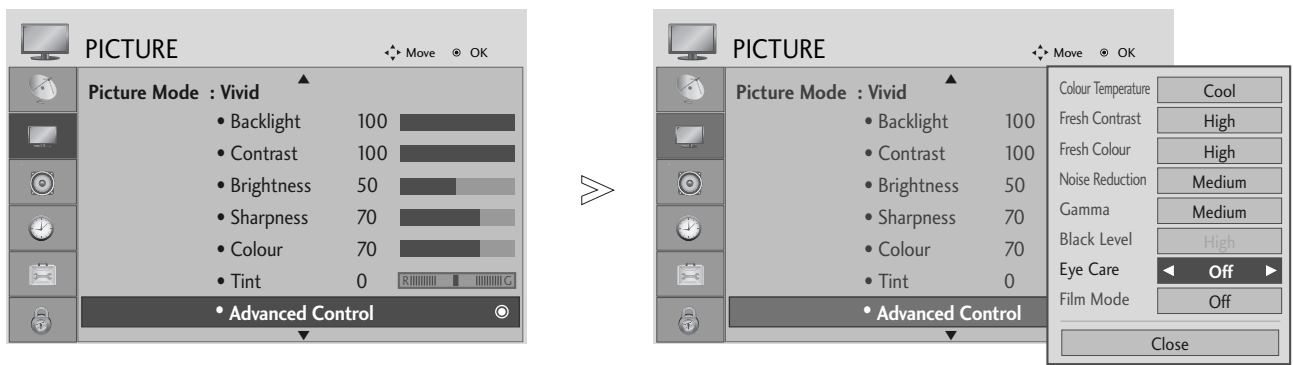 PICTURE Move OK
Picture Mode : Vivid
• Backlight 100
• Contrast 100
• Brightness 50
• Sharpness 70
• Colour 70
• Tint 0 R G
• Advanced Control
PICTURE Move OK
Picture Mode : Vivid
• Backlight 100
• Contrast 100
• Brightness 50
• Sharpness 70
• Colour 70
• Tint 0
• Advanced Control
Colour Temperature Cool
Fresh Contrast High
Fresh Colour High
Noise Reduction Medium
Gamma Medium
Black Level High
Eye Care ◄ Off ►
Film Mode Off
Close